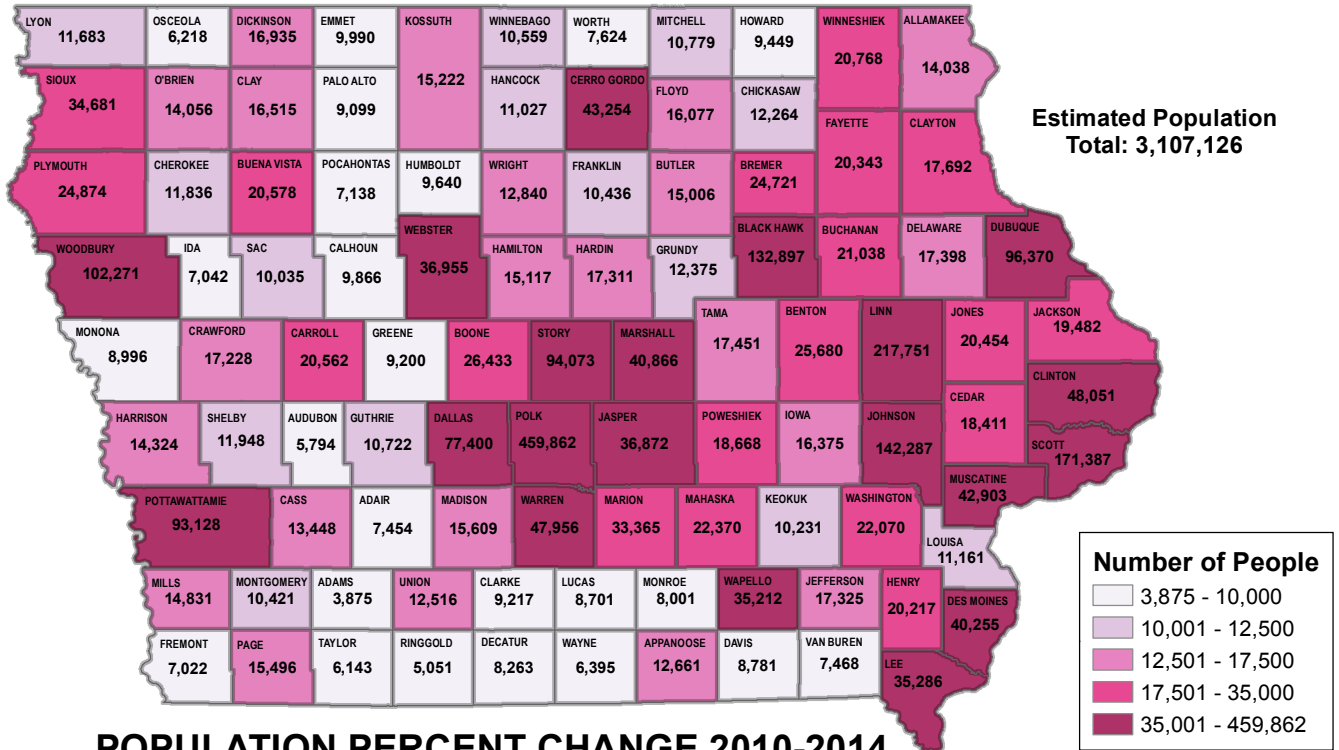 LYON
11,683
OSCEOLA
6,218
DICKINSON
16,935
EMMET
9,990
KOSSUTH
15,222
WINNEBAGO
10,559
WORTH
7,624
MITCHELL
10,779
HOWARD
9,449
WINNESHIEK
20,768
ALLAMAKEE
14,038
SIOUX
34,681
O'BRIEN
14,056
CLAY
16,515
PALO ALTO
9,099
HANCOCK
11,027
CERRO GORDO
43,254
FLOYD
16,077
CHICKASAW
12,264
Estimated Population
Total: 3,107,126
FAYETTE
20,343
CLAYTON
17,692
PLYMOUTH
24,874
CHEROKEE
11,836
BUENA VISTA
20,578
POCAHONTAS
7,138
HUMBOLDT
9,640
WRIGHT
12,840
FRANKLIN
10,436
BUTLER
15,006
BREMER
24,721
WOODBURY
102,271
IDA
7,042
SAC
10,035
CALHOUN
9,866
WEBSTER
36,955
HAMILTON
15,117
HARDIN
17,311
GRUNDY
12,375
BLACK HAWK
132,897
BUCHANAN
21,038
DELAWARE
17,398
DUBUQUE
96,370
MONONA
8,996
CRAWFORD
17,228
CARROLL
20,562
GREENE
9,200
BOONE
26,433
STORY
94,073
MARSHALL
40,866
TAMA
17,451
BENTON
25,680
LINN
217,751
JONES
20,454
JACKSON
19,482
CLINTON
48,051
CEDAR
18,411
HARRISON
14,324
SHELBY
11,948
AUDUBON
5,794
GUTHRIE
10,722
DALLAS
77,400
POLK
459,862
JASPER
36,872
POWESHIEK
18,668
IOWA
16,375
JOHNSON
142,287
SCOTT
171,387
MUSCATINE
42,903
POTTAWATTAMIE
93,128
CASS
13,448
ADAIR
7,454
MADISON
15,609
WARREN
47,956
MARION
33,365
MAHASKA
22,370
KEOKUK
10,231
WASHINGTON
22,070
LOUISA
11,161
MILLS
14,831
MONTGOMERY
10,421
ADAMS
3,875
UNION
12,516
CLARKE
9,217
LUCAS
8,701
MONROE
8,001
WAPELLO
35,212
JEFFERSON
17,325
HENRY
20,217
DES MOINES
40,255
FREMONT
7,022
PAGE
15,496
TAYLOR
6,143
RINGGOLD
5,051
DECATUR
8,263
WAYNE
6,395
APPANOOSE
12,661
DAVIS
8,781
VAN BUREN
7,468
LEE
35,286
Number of People
3,875 - 10,000
10,001 - 12,500
12,501 - 17,500
17,501 - 35,000
35,001 - 459,862
POPULATION PERCENT CHANGE 2010-2014